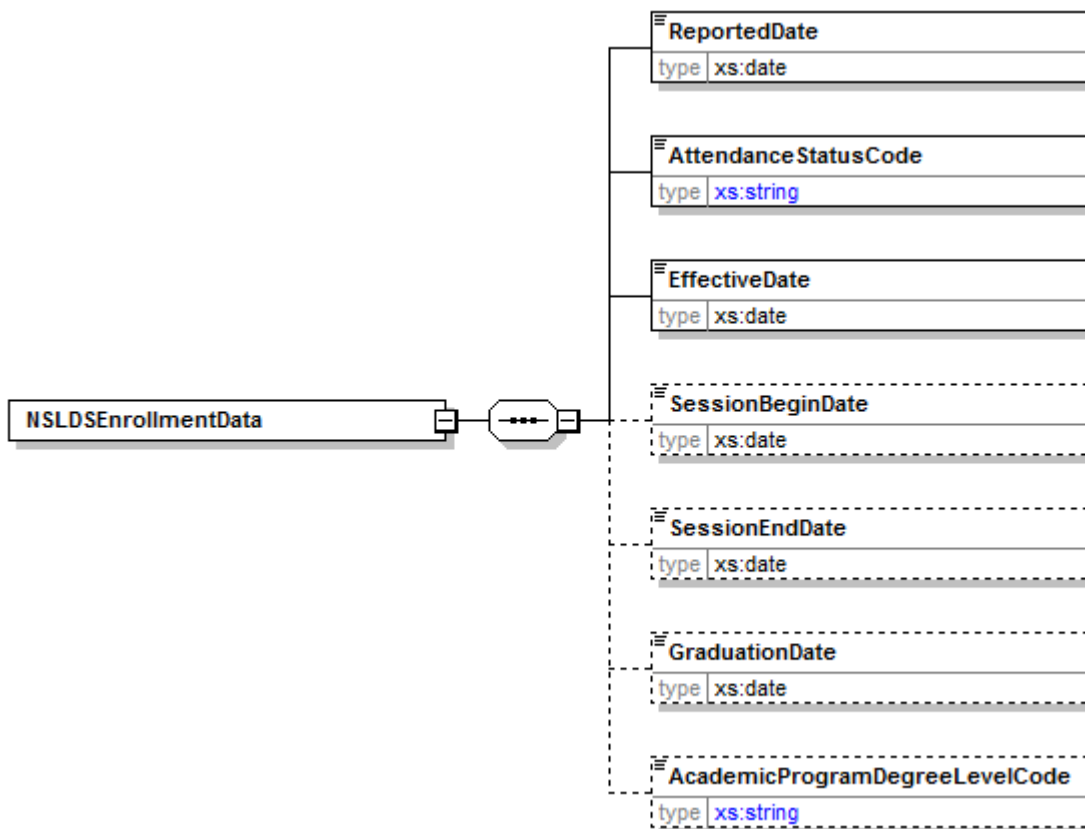 ReportedDate
type xs:date
AttendanceStatusCode
type xs:string
EffectiveDate
type xs:date
SessionBeginDate
type xs:date
NSLDSEnrollmentData
SessionEndDate
type xs:date
GraduationDate
type xs:date
AcademicProgramDegreeLevelCode
type xs:string